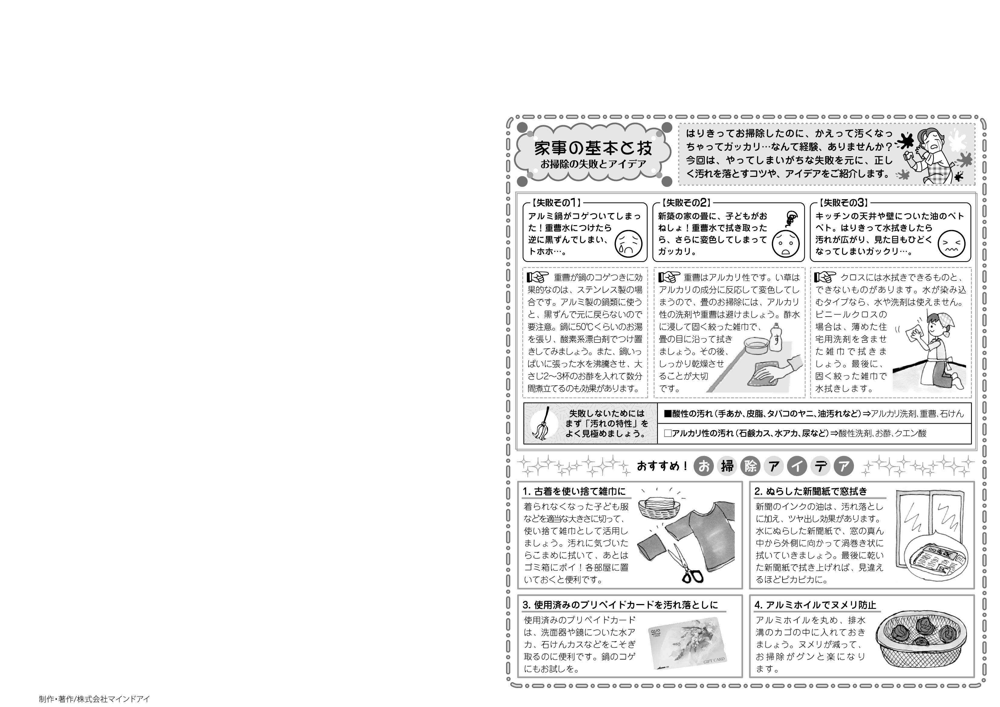 家事の基本と技
お掃除の失敗とアイデア
はりきってお掃除したのに、かえって汚くなっ
ちゃってガッカリ…なんて経験、ありませんか？
今回は、やってしまいがちな失敗を元に、正し
く汚れを落とすコツや、アイデアをご紹介します。
【失敗その1】
アルミ鍋がコゲついてしまっ
た！重曹水につけたら
逆に黒ずんでしまい、
トホホ…。
【失敗その2】
新築の家の畳に、子どもがお
ねしょ！重曹水で拭き取った
ら、さらに変色してしまって
ガッカリ。
【失敗その3】
キッチンの天井や壁についた油のベト
ベト。はりきって水拭きしたら
汚れが広がり、見た目もひどく
なってしまいガックリ…。
重曹が鍋のコゲつきに効
果的なのは、ステンレス製の場
合です。アルミ製の鍋類に使う
と、黒ずんで元に戻らないので
要注意。鍋に50℃くらいのお湯
を張り、酸素系漂白剤でつけ置
きしてみましょう。また、鍋いっ
ぱいに張った水を沸騰させ、大
さじ2〜3杯のお酢を入れて数分
間煮立てるのも効果があります。
重曹はアルカリ性です。い草は
アルカリの成分に反応して変色してし
まうので、畳のお掃除には、アルカリ
性の洗剤や重曹は避けましょう。酢水
に浸して固く絞った雑巾で、
畳の目に沿って拭き
ましょう。その後、
しっかり乾燥させ
ることが大切
です。
す
クロスには水拭きできるものと、
できないものがあります。水が染み込
むタイプなら、水や洗剤は使えません。
ビニールクロスの
場合は、薄めた住
宅用洗剤を含ませ
た雑巾で拭きま
しょう。最後に、
固く絞った雑巾で
水拭きします。
失敗しないためには
まず「汚れの特性」を
よく見極めましょう。
■酸性の汚れ（手あか、皮脂、タバコのヤニ、油汚れなど）⇒アルカリ洗剤、重曹、石けん
□アルカリ性の汚れ（石鹸カス、水アカ、尿など）⇒酸性洗剤、お酢、クエン酸
おすすめ！お掃除アイデア
1. 古着を使い捨て雑巾に
着られなくなった子ども服
などを適当な大きさに切って、
使い捨て雑巾として活用し
ましょう。汚れに気づいた
らこまめに拭いて、あとは
ゴミ箱にポイ！各部屋に置
いておくと便利です。
2. ぬらした新聞紙で窓拭き
新聞のインクの油は、汚れ落とし
に加え、ツヤ出し効果があります。
水にぬらした新聞紙で、窓の真ん
中から外側に向かって渦巻き状に
拭いていきましょう。最後に乾い
た新聞紙で拭き上げれば、見違え
るほどピカピカに。
3. 使用済みのプリペイドカードを汚れ落としに
使用済みのプリペイドカード
は、洗面器や鏡についた水ア
カ、石けんカスなどをこそぎ
取るのに便利です。鍋のコゲ
にもお試しを。
QUO
1000
GIFT CARD
4. アルミホイルでヌメリ防止
アルミホイルを丸め、排水
溝のカゴの中に入れておき
ましょう。ヌメリが減って、
お掃除がグンと楽になり
ます。
制作・著作/株式会社マインドアイ